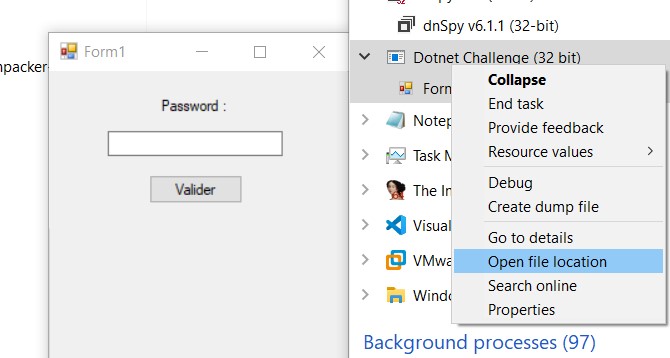 npacker-
Form1
Password :
Valider
dnSpy v6.1.1 (32-bit)
Dotnet Challenge (32 bit)
Form
Notep
Task M
The In
Visual
VMwa
Windo
Collapse
End task
Provide feedback
Resource values
Debug
Create dump file
Go to details
Open file location
Search online
Properties
Background processes (97)